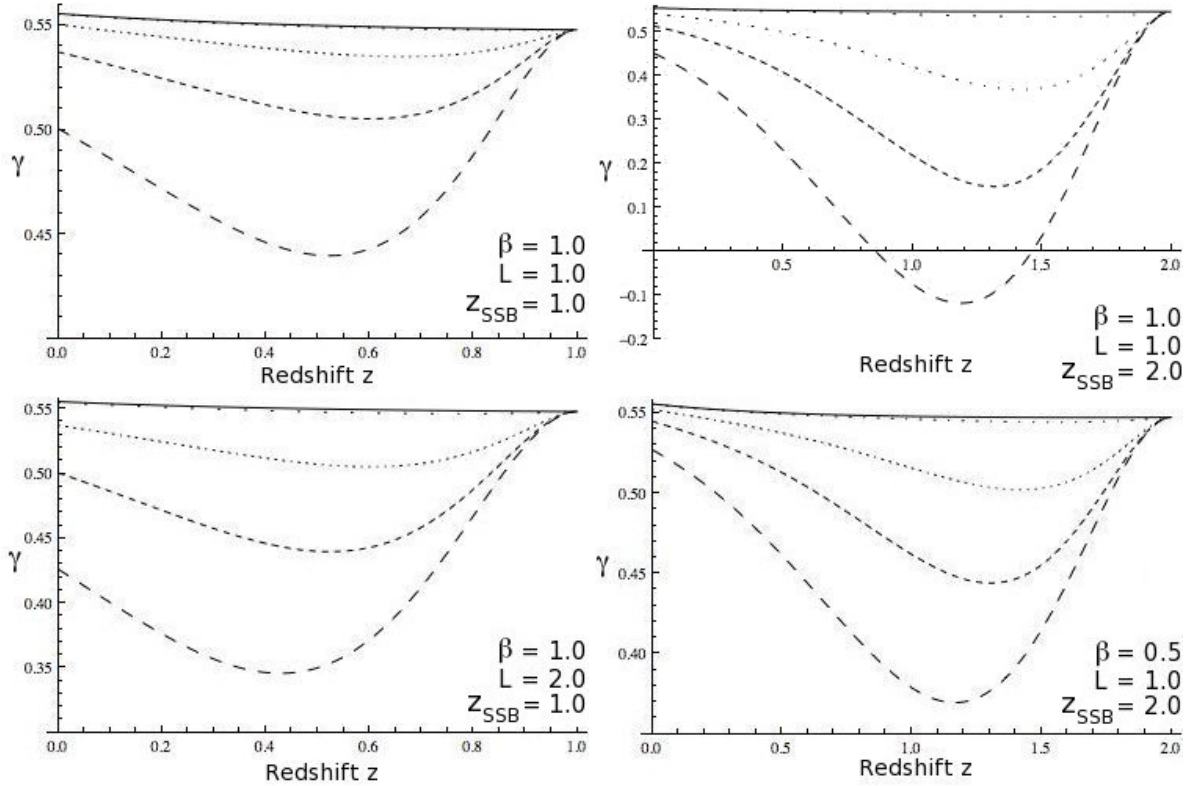 0.55
0.50
γ
0.45
β = 1.0
L = 1.0
zSSB = 1.0
0.0 0.2 0.4 0.6 0.8 1.0
Redshift z
0.5
0.4
0.3
γ
0.2
0.1
0.5 1.0 1.5 2.0
−0.1
−0.2
β = 1.0
L = 1.0
zSSB = 2.0
Redshift z
0.55
0.50
0.45
γ
0.40
0.35
β = 1.0
L = 2.0
zSSB = 1.0
0.0 0.2 0.4 0.6 0.8 1.0
Redshift z
0.55
0.50
0.45
γ
0.40
β = 0.5
L = 1.0
zSSB = 2.0
0.0 0.5 1.0 1.5 2.0
Redshift z